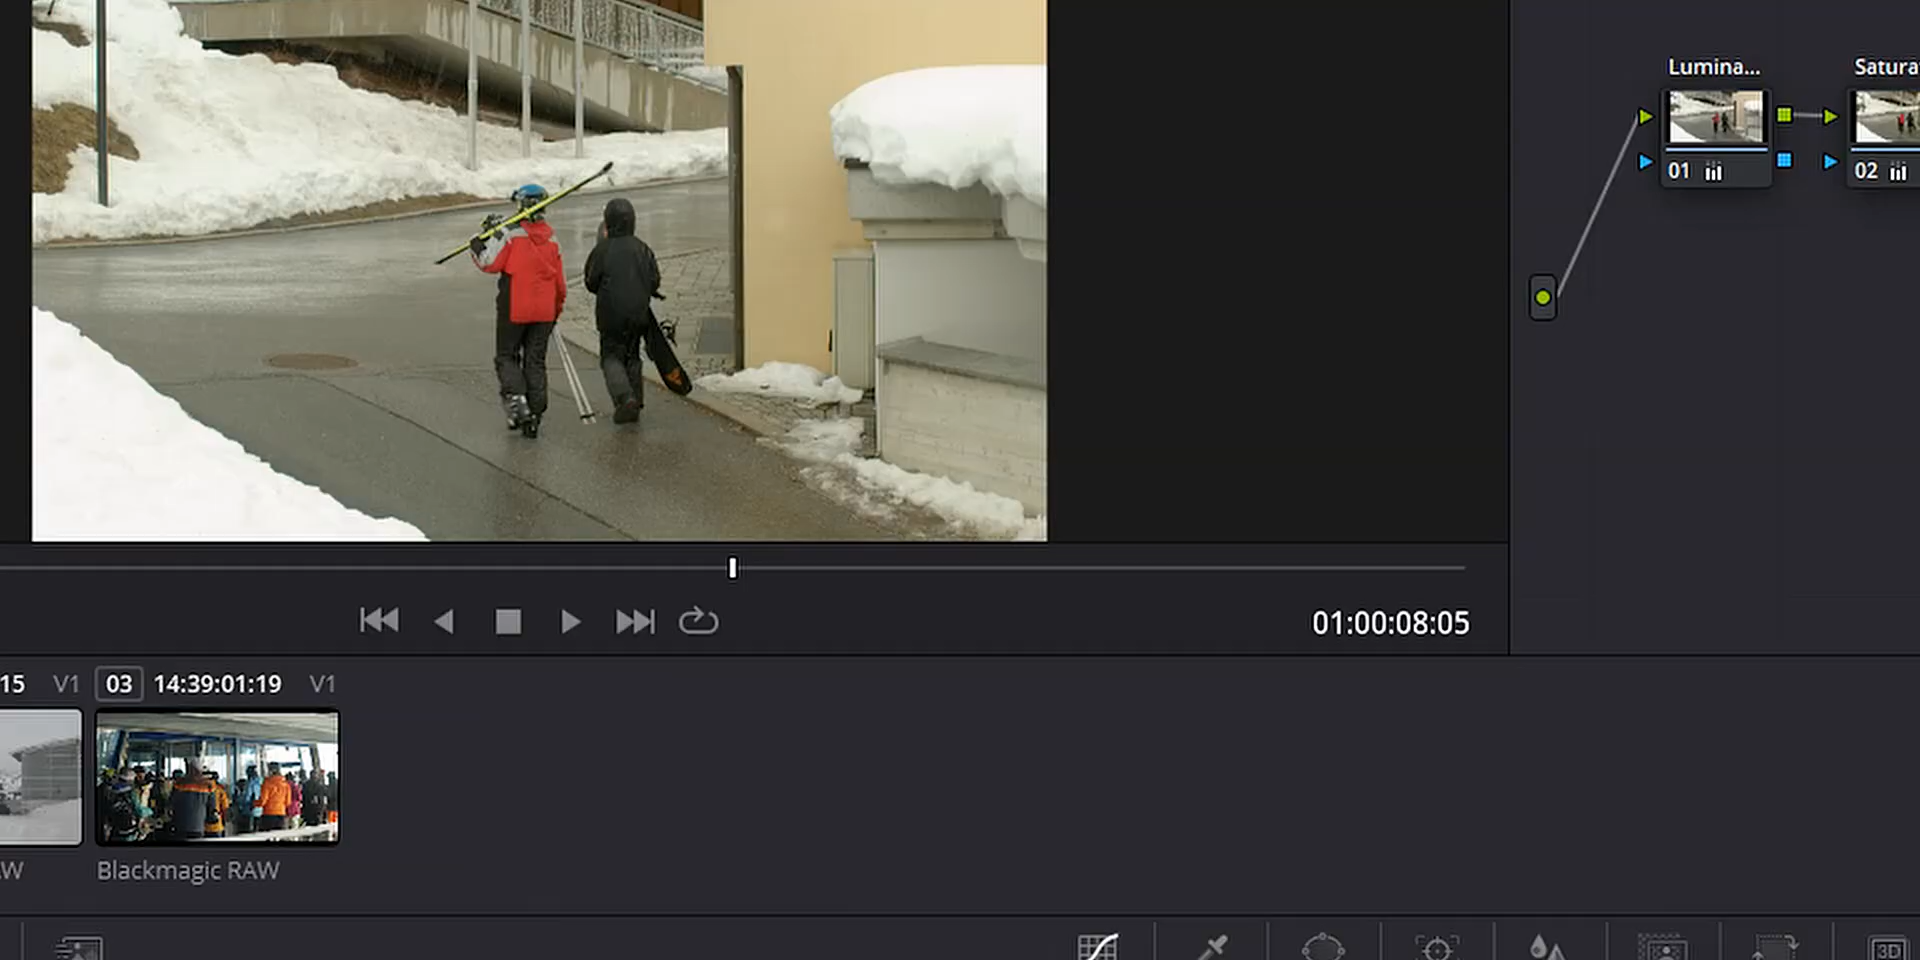 Lumina...
Satura
01
02
01:00:08:05
15 V1 03 14:39:01:19 V1
W
Blackmagic RAW
3D